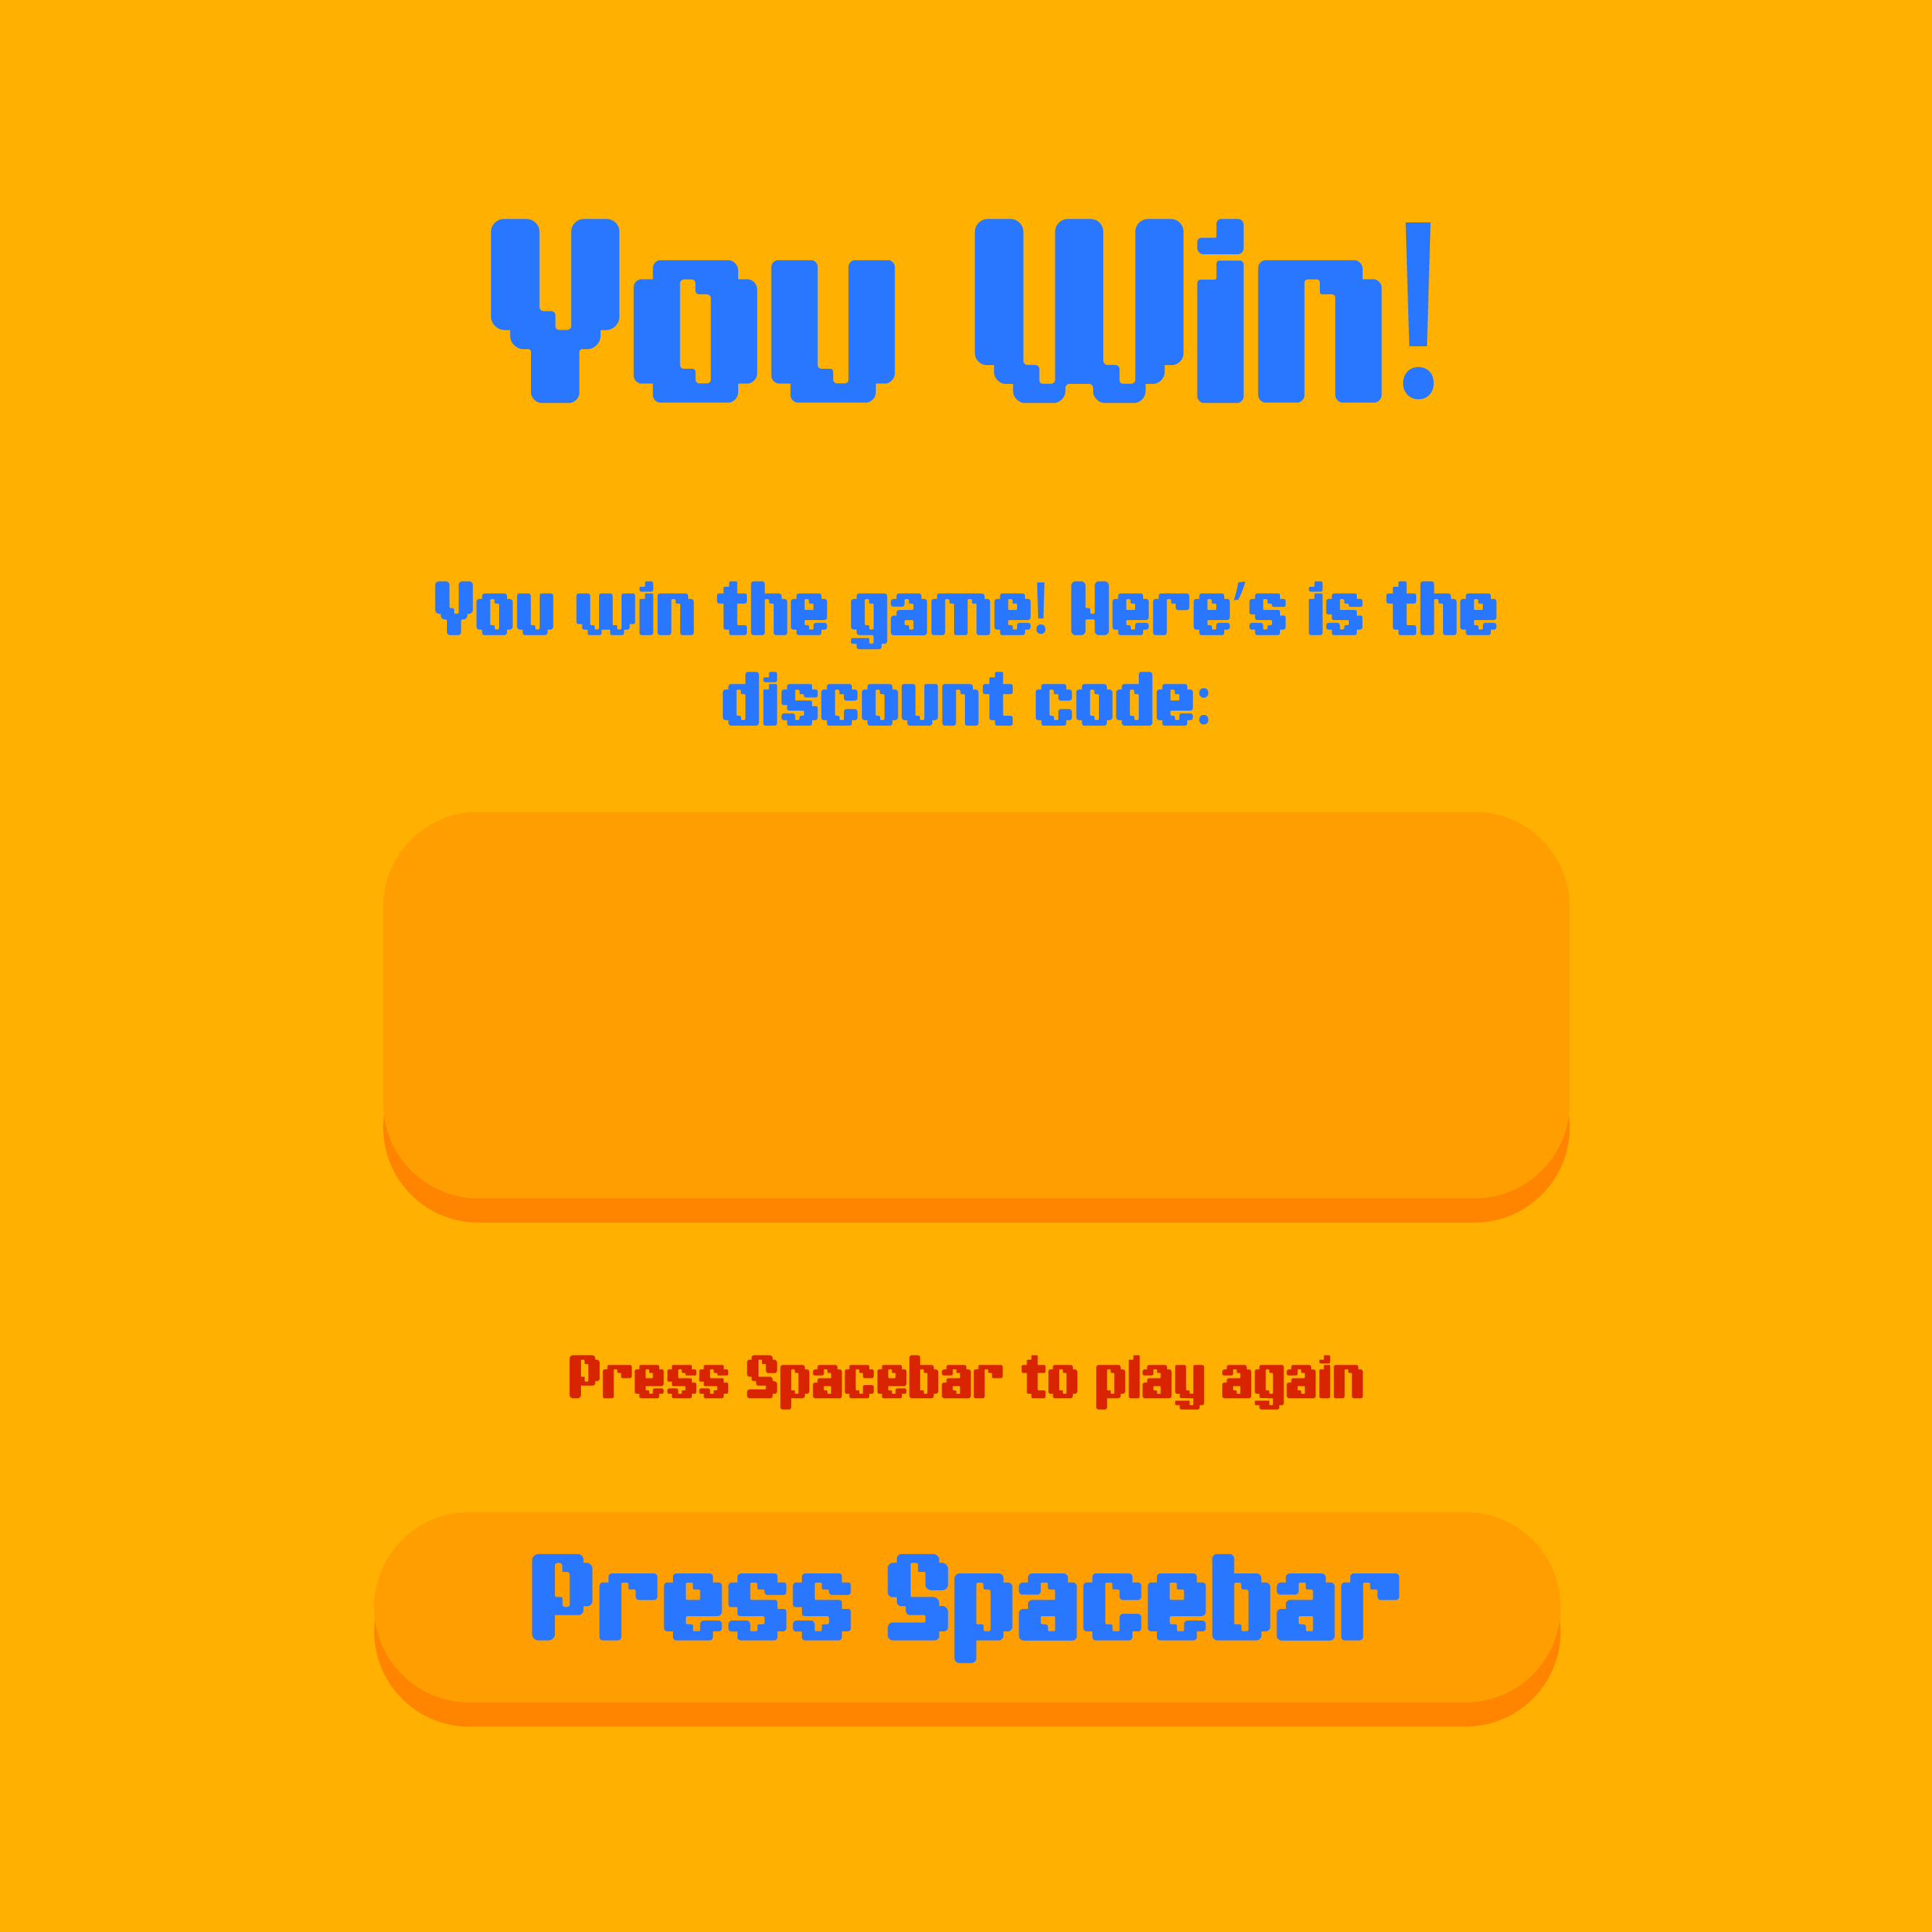 You Win!
You win the game! Here's is the
discount code:
Press Spacebar to play again
Press Spacebar